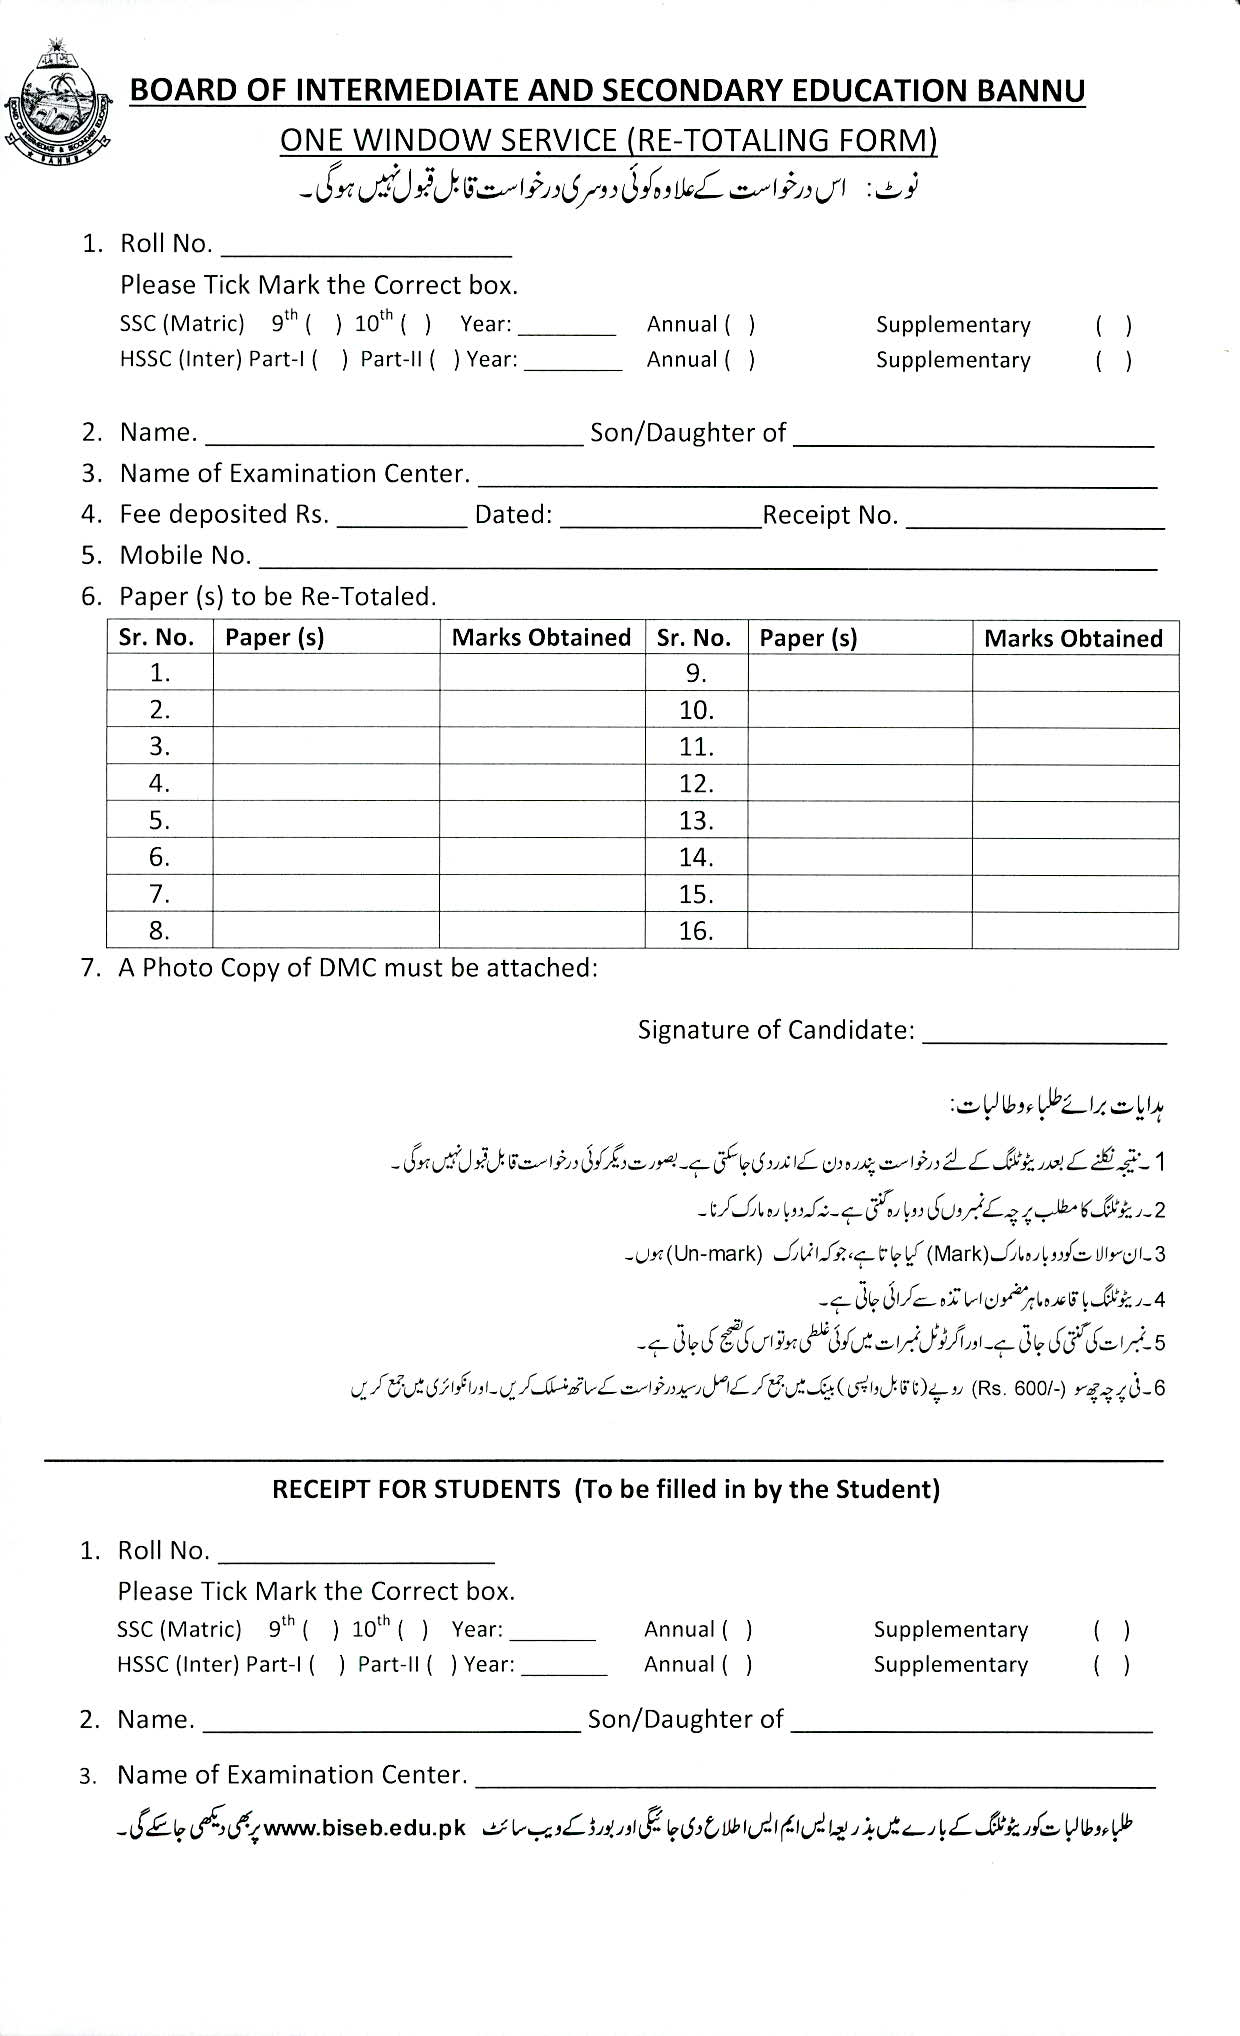 BOARD OF INTERMEDIATE AND SECONDARY EDUCATION BANNU
ONE WINDOW SERVICE (RE-TOTALING FORM)
نوٹ: اس درخواست کے علاوہ کوئی دوسری درخواست قابل قبول نہیں ہوگی۔
1. Roll No. ____________________
Please Tick Mark the Correct box.
SSC (Matric) 9th ( ) 10th ( ) Year: ________ Annual ( ) Supplementary ( )
HSSC (Inter) Part-I ( ) Part-II ( ) Year: ________ Annual ( ) Supplementary ( )
2. Name. __________________________ Son/Daughter of _________________________
3. Name of Examination Center. _______________________________________________
4. Fee deposited Rs. _________ Dated: ______________Receipt No. __________________
5. Mobile No. ______________________________________________________________
6. Paper (s) to be Re-Totaled.
Sr. No. Paper (s) Marks Obtained Sr. No. Paper (s) Marks Obtained
1. 9.
2. 10.
3. 11.
4. 12.
5. 13.
6. 14.
7. 15.
8. 16.
7. A Photo Copy of DMC must be attached:
Signature of Candidate: _________________
ہدایات برائے طلباء وطالبات:
1۔ نتیجہ نکلنے کے بعد ریٹوٹلنگ کے لئے درخواست پندرہ دن کے اندر دی جاسکتی ہے۔ بصورت دیگر کوئی درخواست قابل قبول نہیں ہوگی۔
2۔ ریٹوٹلنگ کا مطلب پرچہ کے نمبروں کی دوبارہ گنتی ہے۔ نہ کہ دوبارہ مارک کرنا۔
3۔ ان سوالات کو دوبارہ مارک (Mark) کیا جاتا ہے، جو کہ انمارک (Un-mark) ہوں۔
4۔ ریٹوٹلنگ باقاعدہ ماہر مضمون اساتذہ سے کرائی جاتی ہے۔
5۔ نمبرات کی گنتی کی جاتی ہے۔ اور اگر ٹوٹل نمبرات میں کوئی غلطی ہو تو اس کی تصحیح کی جاتی ہے۔
6۔ فی پرچہ چھ سو (Rs. 600/-) روپے (ناقابل واپسی) بینک میں جمع کر کے اصل رسید درخواست کے ساتھ منسلک کریں۔ اور انکوائری میں جمع کریں
RECEIPT FOR STUDENTS (To be filled in by the Student)
1. Roll No. ___________________
Please Tick Mark the Correct box.
SSC (Matric) 9th ( ) 10th ( ) Year: _______ Annual ( ) Supplementary ( )
HSSC (Inter) Part-I ( ) Part-II ( ) Year: _______ Annual ( ) Supplementary ( )
2. Name. __________________________ Son/Daughter of _________________________
3. Name of Examination Center. _______________________________________________
طلباء وطالبات کو ریٹوٹلنگ کے بارے میں بذریعہ ایس ایم ایس اطلاع دی جائیگی اور بورڈ کے ویب سائٹ www.biseb.edu.pk پر بھی دیکھی جاسکے گی۔